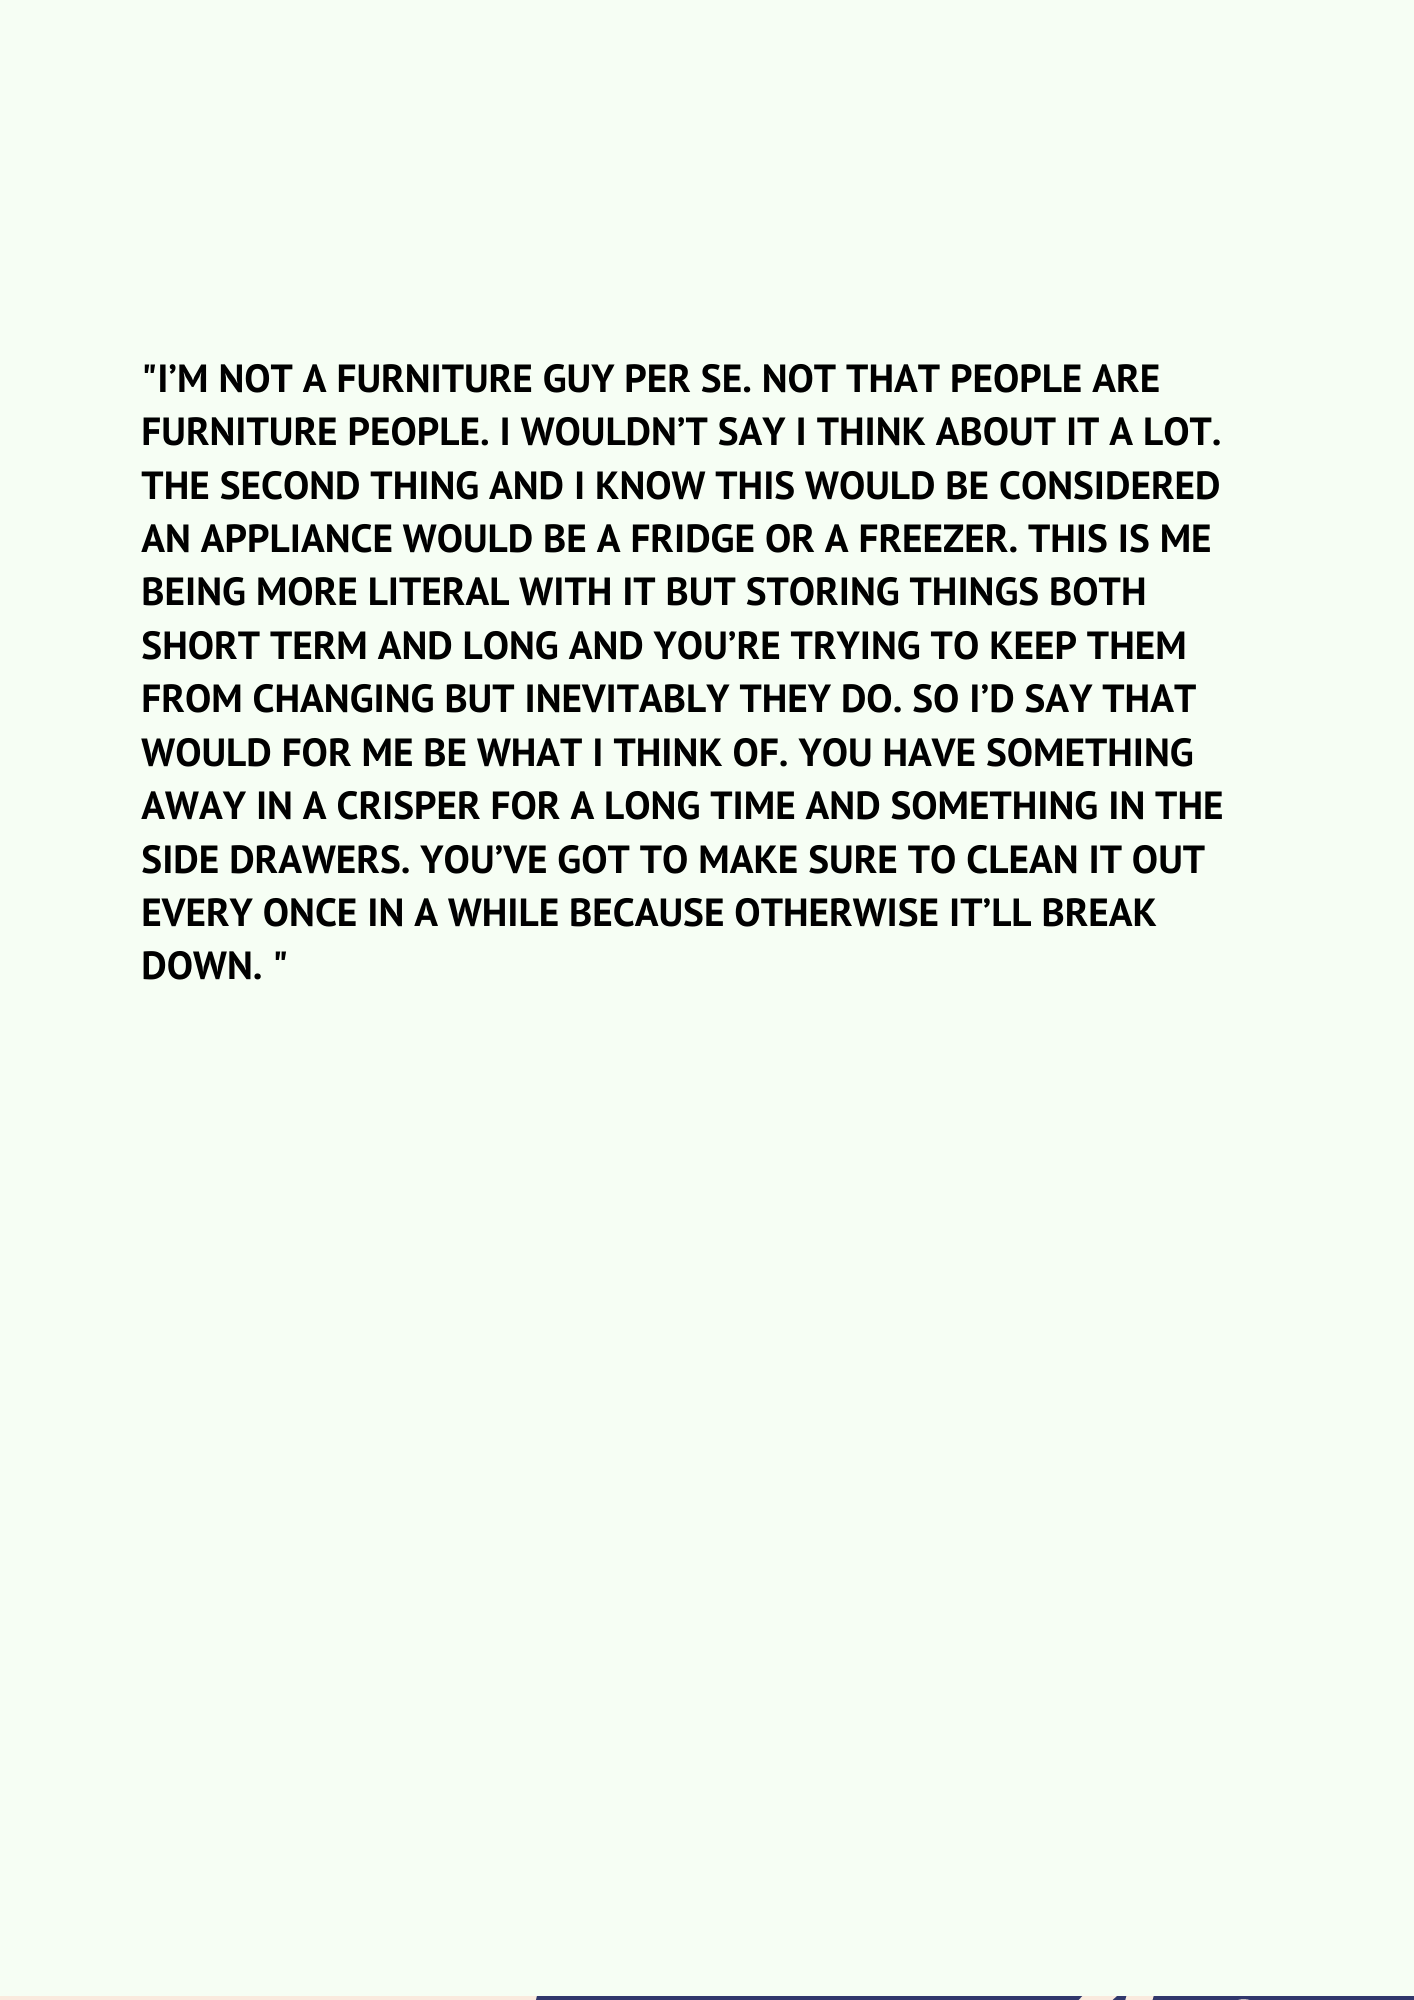 "I’M NOT A FURNITURE GUY PER SE. NOT THAT PEOPLE ARE
FURNITURE PEOPLE. I WOULDN’T SAY I THINK ABOUT IT A LOT.
THE SECOND THING AND I KNOW THIS WOULD BE CONSIDERED
AN APPLIANCE WOULD BE A FRIDGE OR A FREEZER. THIS IS ME
BEING MORE LITERAL WITH IT BUT STORING THINGS BOTH
SHORT TERM AND LONG AND YOU’RE TRYING TO KEEP THEM
FROM CHANGING BUT INEVITABLY THEY DO. SO I’D SAY THAT
WOULD FOR ME BE WHAT I THINK OF. YOU HAVE SOMETHING
AWAY IN A CRISPER FOR A LONG TIME AND SOMETHING IN THE
SIDE DRAWERS. YOU’VE GOT TO MAKE SURE TO CLEAN IT OUT
EVERY ONCE IN A WHILE BECAUSE OTHERWISE IT’LL BREAK
DOWN. "